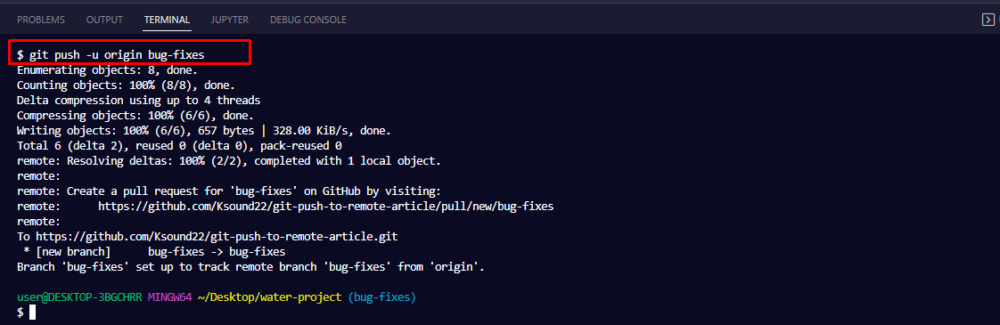 PROBLEMS OUTPUT TERMINAL JUPYTER DEBUG CONSOLE
$ git push -u origin bug-fixes
Enumerating objects: 8, done.
Counting objects: 100% (8/8), done.
Delta compression using up to 4 threads
Compressing objects: 100% (6/6), done.
Writing objects: 100% (6/6), 657 bytes | 328.00 KiB/s, done.
Total 6 (delta 2), reused 0 (delta 0), pack-reused 0
remote: Resolving deltas: 100% (2/2), completed with 1 local object.
remote:
remote: Create a pull request for 'bug-fixes' on GitHub by visiting:
remote:      https://github.com/Ksound22/git-push-to-remote-article/pull/new/bug-fixes
remote:
To https://github.com/Ksound22/git-push-to-remote-article.git
 * [new branch]      bug-fixes -> bug-fixes
Branch 'bug-fixes' set up to track remote branch 'bug-fixes' from 'origin'.
user@DESKTOP-3BGCHRR MINGW64 ~/Desktop/water-project (bug-fixes)
$